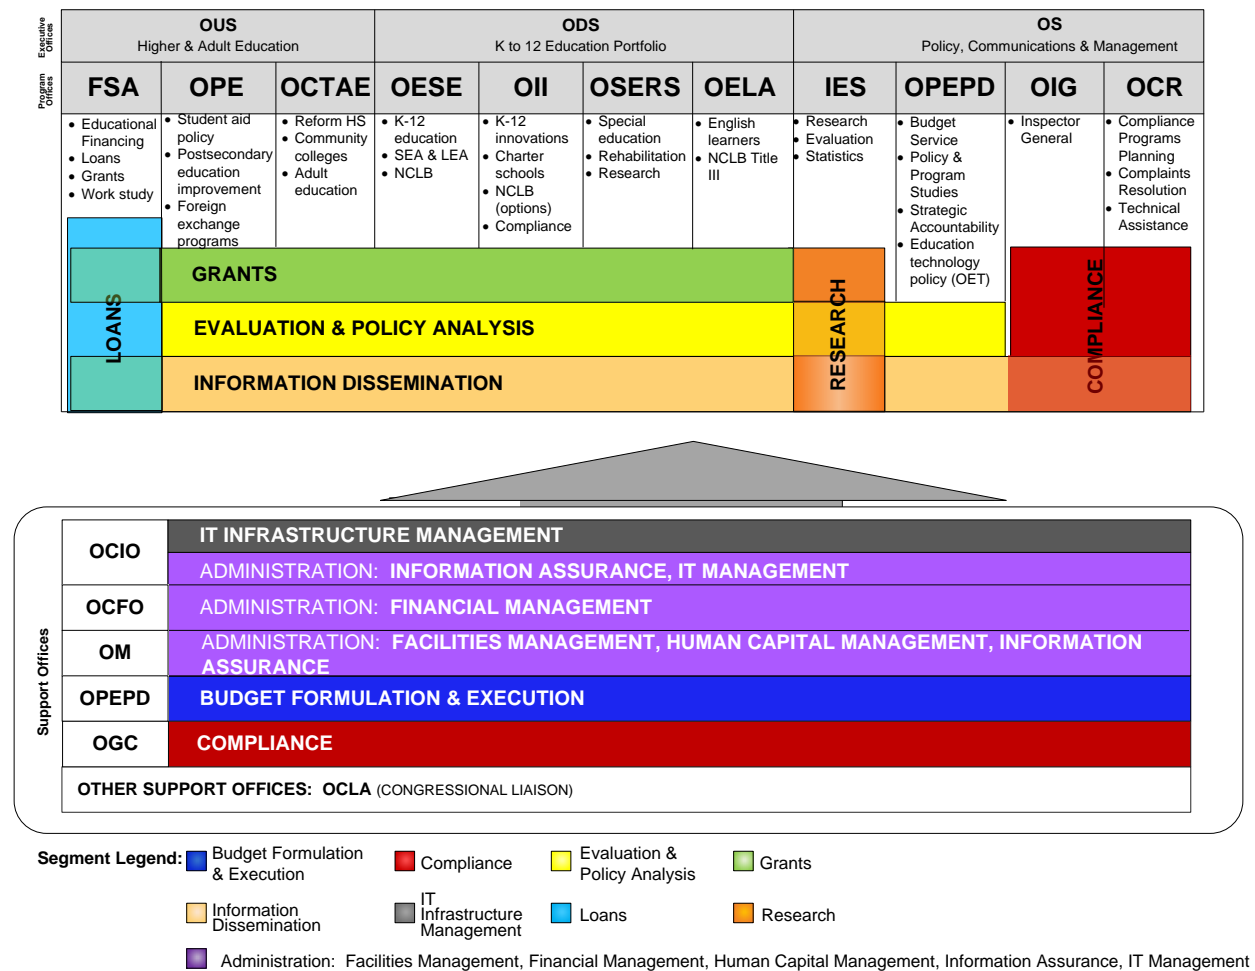 Executive
Offices
OUS
Higher & Adult Education
ODS
K to 12 Education Portfolio
OS
Policy, Communications & Management
Program
Offices
FSA
OPE
OCTAE
OESE
OII
OSERS
OELA
IES
OPEPD
OIG
OCR
• Educational
Financing
• Loans
• Grants
• Work study
• Student aid
policy
• Postsecondary
education
improvement
• Foreign
exchange
programs
• Reform HS
• Community
colleges
• Adult
education
• K-12
education
• SEA & LEA
• NCLB
• K-12
innovations
• Charter
schools
• NCLB
(options)
• Compliance
• Special
education
• Rehabilitation
• Research
• English
learners
• NCLB Title
III
• Research
• Evaluation
• Statistics
• Budget
Service
• Policy &
Program
Studies
• Strategic
Accountability
• Education
technology
policy (OET)
• Inspector
General
• Compliance
Programs
Planning
• Complaints
Resolution
• Technical
Assistance
LOANS
GRANTS
EVALUATION & POLICY ANALYSIS
INFORMATION DISSEMINATION
RESEARCH
COMPLIANCE
Support Offices
OCIO
IT INFRASTRUCTURE MANAGEMENT
ADMINISTRATION: INFORMATION ASSURANCE, IT MANAGEMENT
OCFO
ADMINISTRATION: FINANCIAL MANAGEMENT
OM
ADMINISTRATION: FACILITIES MANAGEMENT, HUMAN CAPITAL MANAGEMENT, INFORMATION
ASSURANCE
OPEPD
BUDGET FORMULATION & EXECUTION
OGC
COMPLIANCE
OTHER SUPPORT OFFICES: OCLA (CONGRESSIONAL LIAISON)
Segment Legend:
Budget Formulation
& Execution
Compliance
Evaluation &
Policy Analysis
Grants
Information
Dissemination
IT
Infrastructure
Management
Loans
Research
Administration: Facilities Management, Financial Management, Human Capital Management, Information Assurance, IT Management